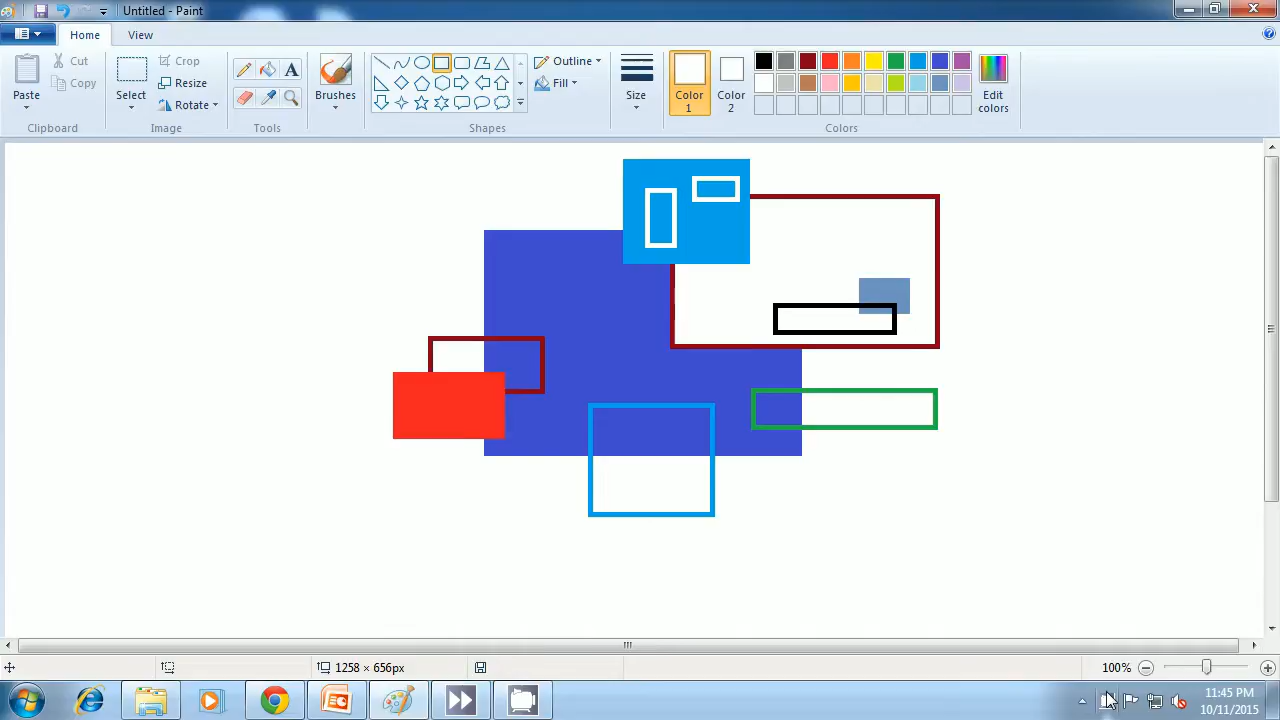 Untitled - Paint
Home View
Paste
Cut
Copy
Clipboard
Select
Crop
Resize
Rotate
Image
A
Tools
Brushes
Outline
Fill
Shapes
Size
Color
1
Color
2
Edit
colors
Colors
1258 × 656px
100%
11:45 PM
10/11/2015